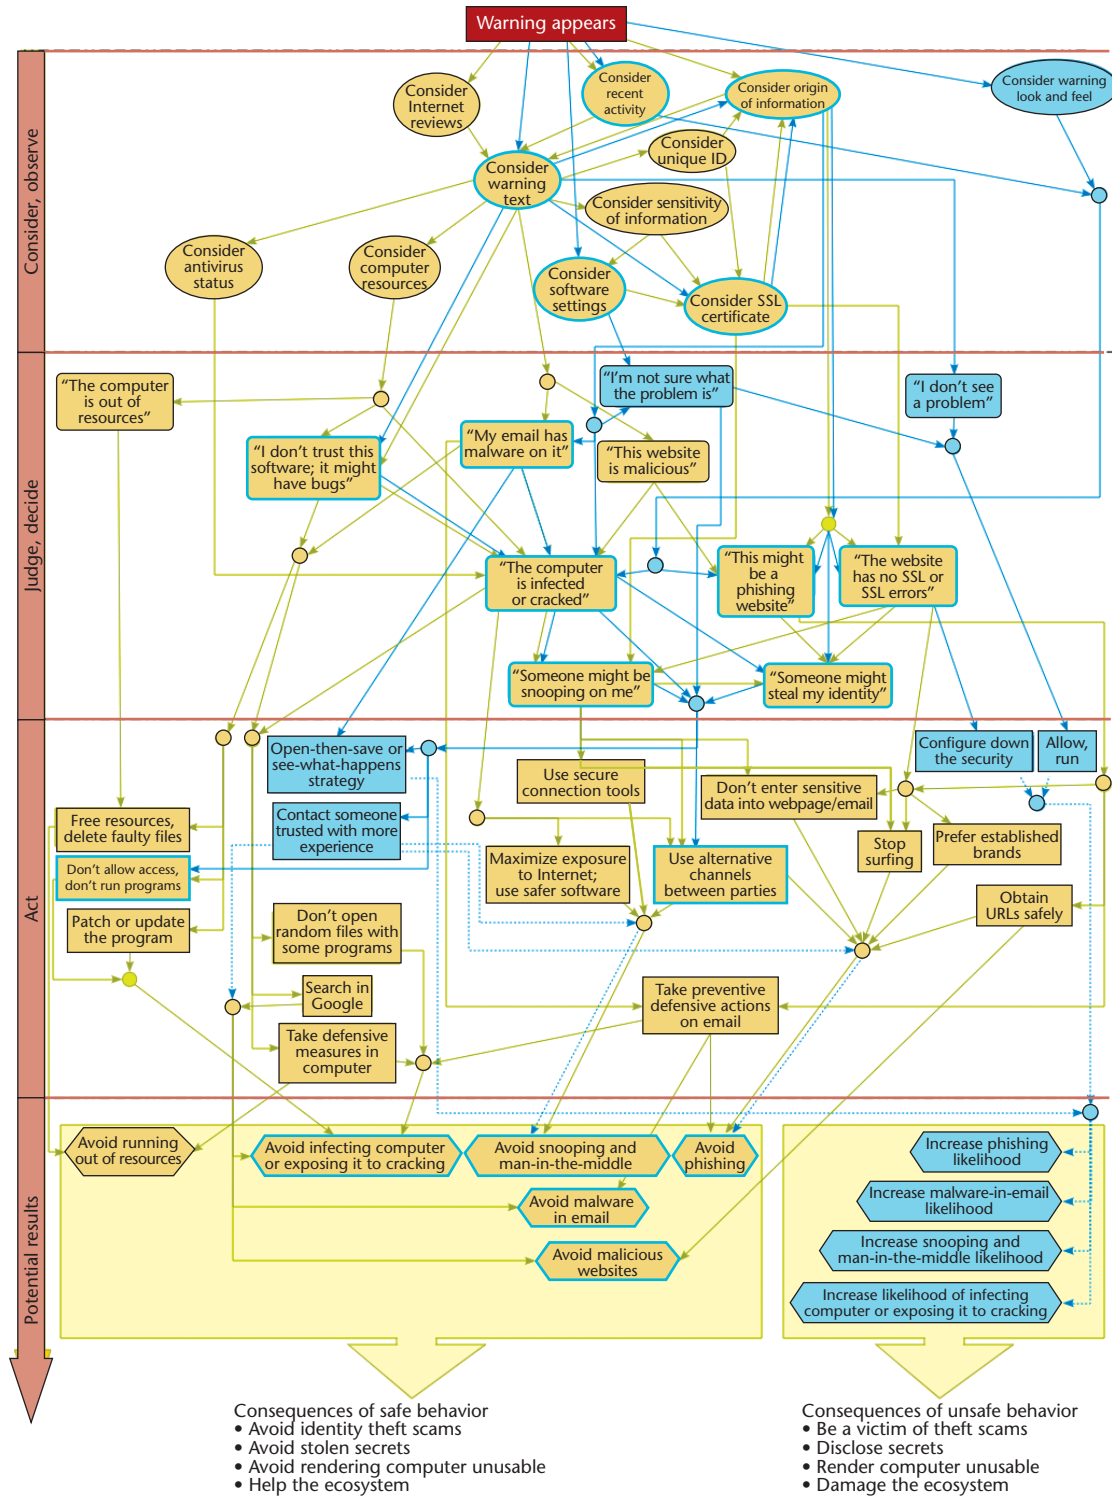 Warning appears
Consider, observe
Consider
Internet
reviews
Consider
recent
activity
Consider origin
of information
Consider warning
look and feel
Consider
unique ID
Consider
warning
text
Consider sensitivity
of information
Consider
antivirus
status
Consider
computer
resources
Consider
software
settings
Consider SSL
certificate
Judge, decide
“The computer
is out of
resources”
“I'm not sure what
the problem is”
“I don't see
a problem”
“I don't trust this
software; it might
have bugs”
“My email has
malware on it”
“This website
is malicious”
“The computer
is infected
or cracked”
“This might
be a
phishing
website”
“The website
has no SSL or
SSL errors”
“Someone might be
snooping on me”
“Someone might
steal my identity”
Act
Open-then-save or
see-what-happens
strategy
Use secure
connection tools
Don't enter sensitive
data into webpage/email
Configure down
the security
Allow,
run
Free resources,
delete faulty files
Contact someone
trusted with more
experience
Maximize exposure
to Internet;
use safer software
Use alternative
channels
between parties
Stop
surfing
Prefer established
brands
Don't allow access,
don't run programs
Patch or update
the program
Don't open
random files with
some programs
Obtain
URLs safely
Search in
Google
Take preventive
defensive actions
on email
Take defensive
measures in
computer
Potential results
Avoid running
out of resources
Avoid infecting computer
or exposing it to cracking
Avoid snooping and
man-in-the-middle
Avoid
phishing
Avoid malware
in email
Avoid malicious
websites
Increase phishing
likelihood
Increase malware-in-email
likelihood
Increase snooping and
man-in-the-middle likelihood
Increase likelihood of infecting
computer or exposing it to cracking
Consequences of safe behavior
• Avoid identity theft scams
• Avoid stolen secrets
• Avoid rendering computer unusable
• Help the ecosystem
Consequences of unsafe behavior
• Be a victim of theft scams
• Disclose secrets
• Render computer unusable
• Damage the ecosystem